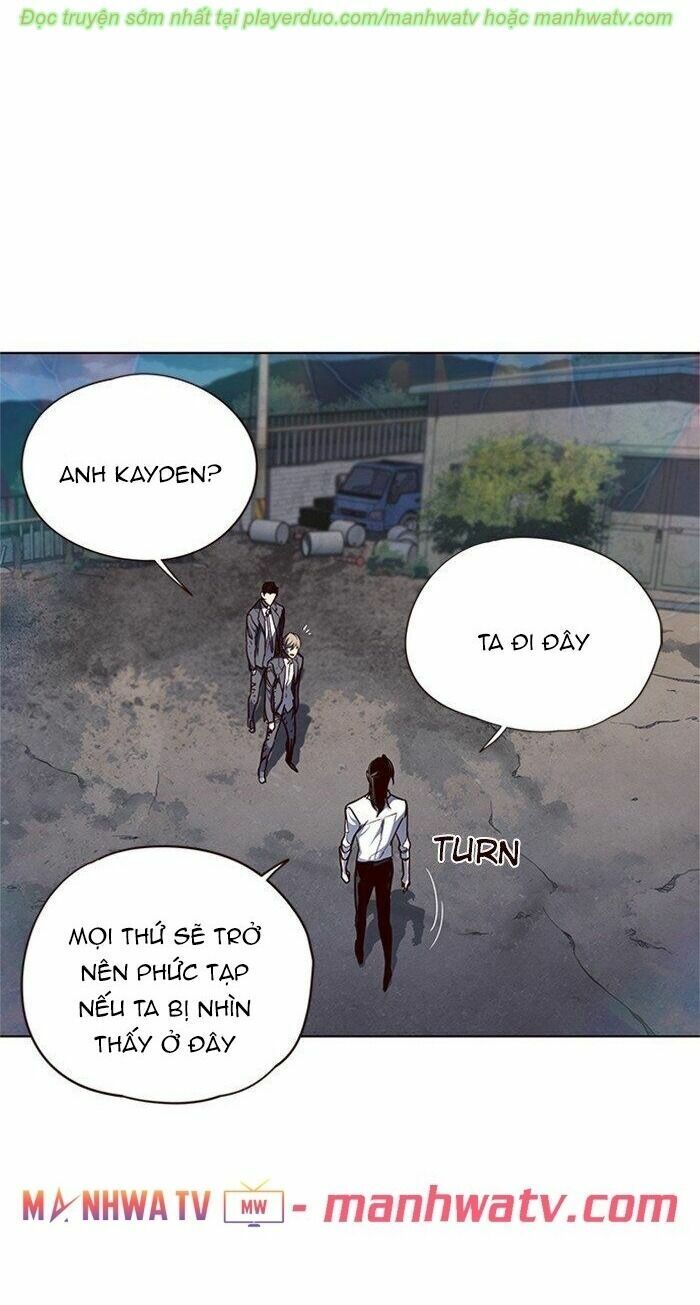 Đọc truyện sớm nhất tại playerduo.com/manhwatv hoặc manhwatv.com
ANH KAYDEN?
TA ĐI ĐÂY
TURN
MỌI THỨ SẼ TRỞ
NÊN PHỨC TẠP
NẾU TA BỊ NHÌN
THẤY Ở ĐÂY
MANHWA TV MW - manhwatv.com